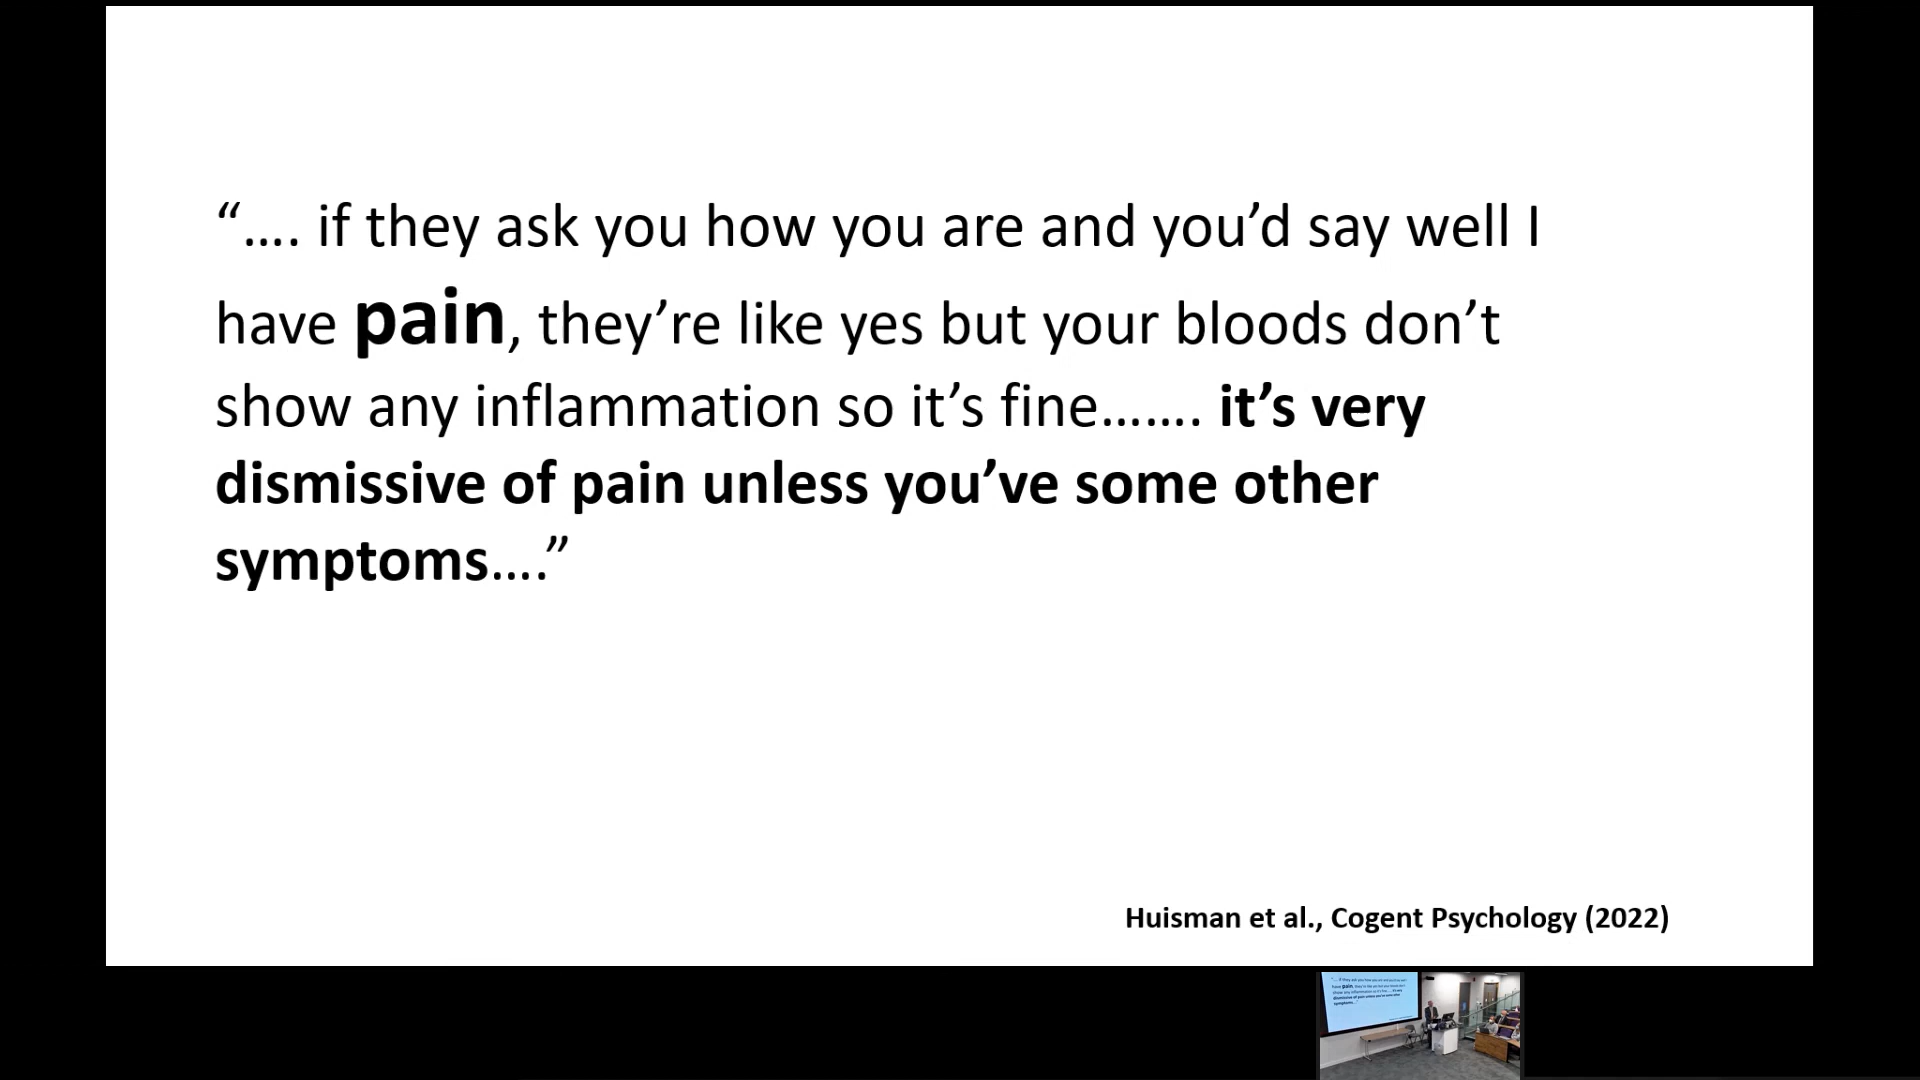 “…. if they ask you how you are and you’d say well I
have pain, they’re like yes but your bloods don’t
show any inflammation so it’s fine……. it’s very
dismissive of pain unless you’ve some other
symptoms….”
Huisman et al., Cogent Psychology (2022)